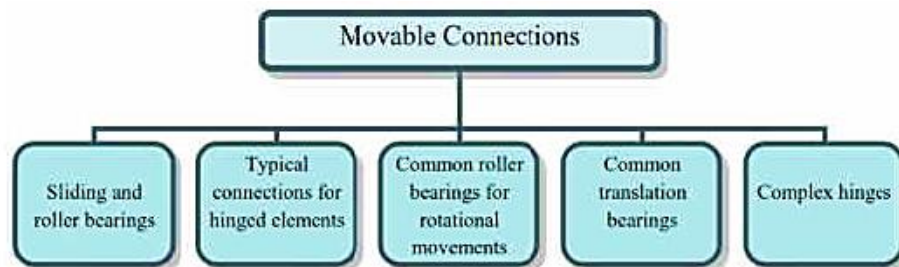 Movable Connections
Sliding and
roller bearings
Typical
connections for
hinged elements
Common roller
bearings for
rotational
movements
Common
translation
bearings
Complex hinges